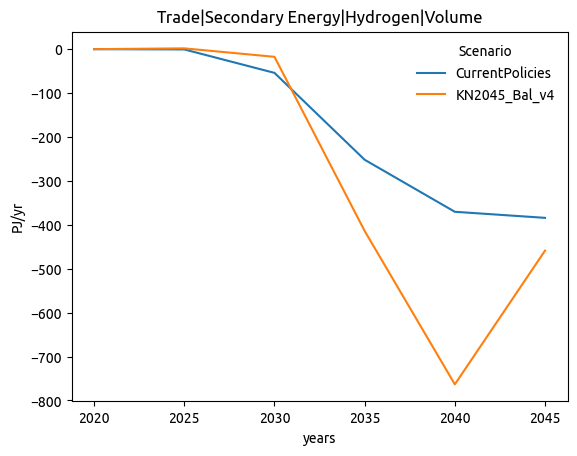 Trade|Secondary Energy|Hydrogen|Volume
Scenario
CurrentPolicies
KN2045_Bal_v4
0
−100
−200
−300
−400
−500
−600
−700
−800
PJ/yr
2020 2025 2030 2035 2040 2045
years